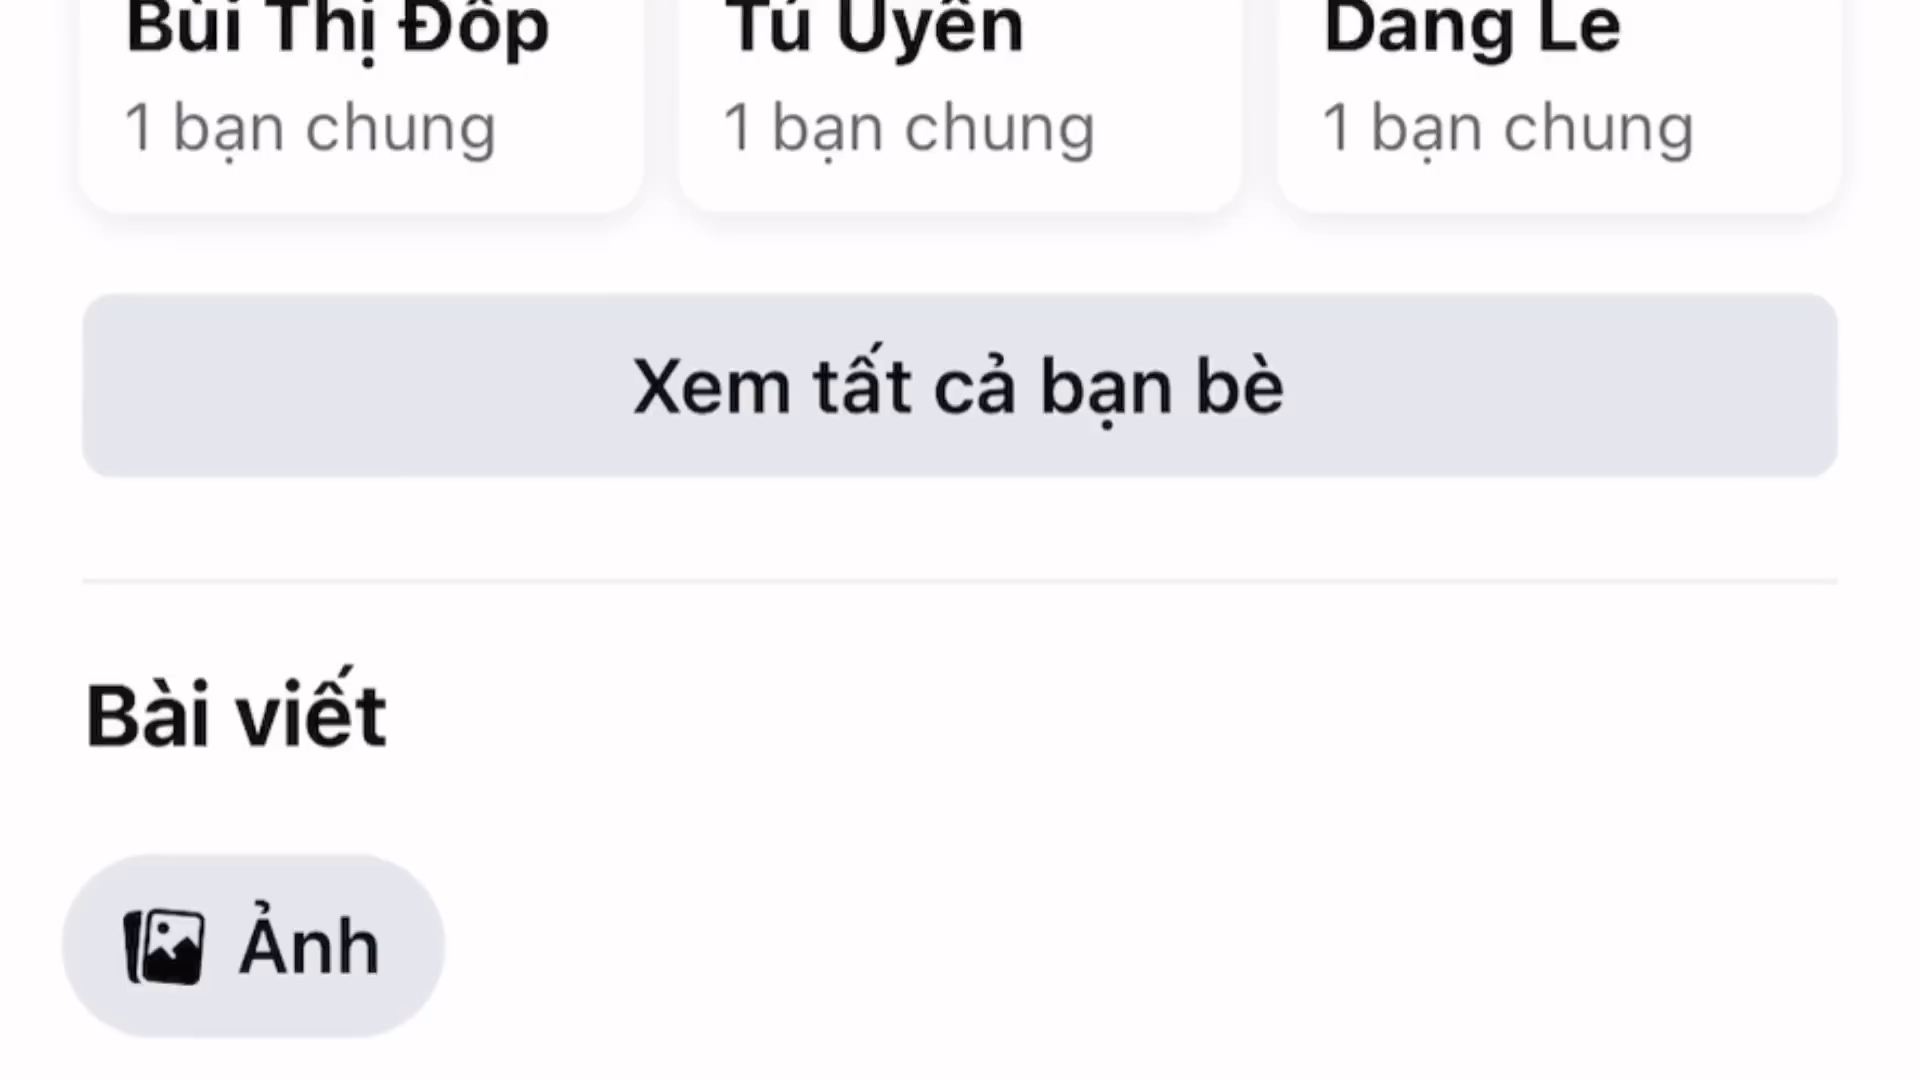 Bùi Thị Đốp
Tú Uyên
Dang Le
1 bạn chung
1 bạn chung
1 bạn chung
Xem tất cả bạn bè
Bài viết
Ảnh